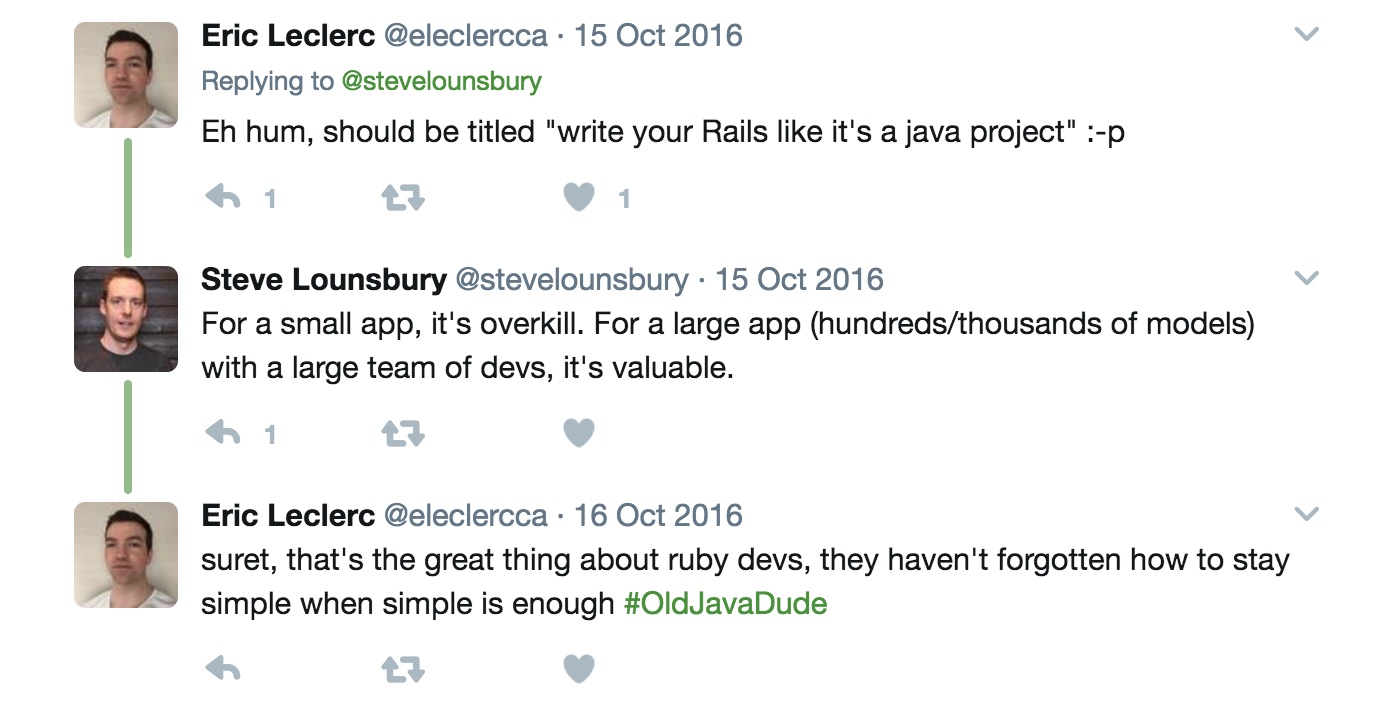 Eric Leclerc @eleclercca · 15 Oct 2016
Replying to @stevelounsbury
Eh hum, should be titled "write your Rails like it's a java project" :-p
1 1
Steve Lounsbury @stevelounsbury · 15 Oct 2016
For a small app, it's overkill. For a large app (hundreds/thousands of models)
with a large team of devs, it's valuable.
1
Eric Leclerc @eleclercca · 16 Oct 2016
suret, that's the great thing about ruby devs, they haven't forgotten how to stay
simple when simple is enough #OldJavaDude